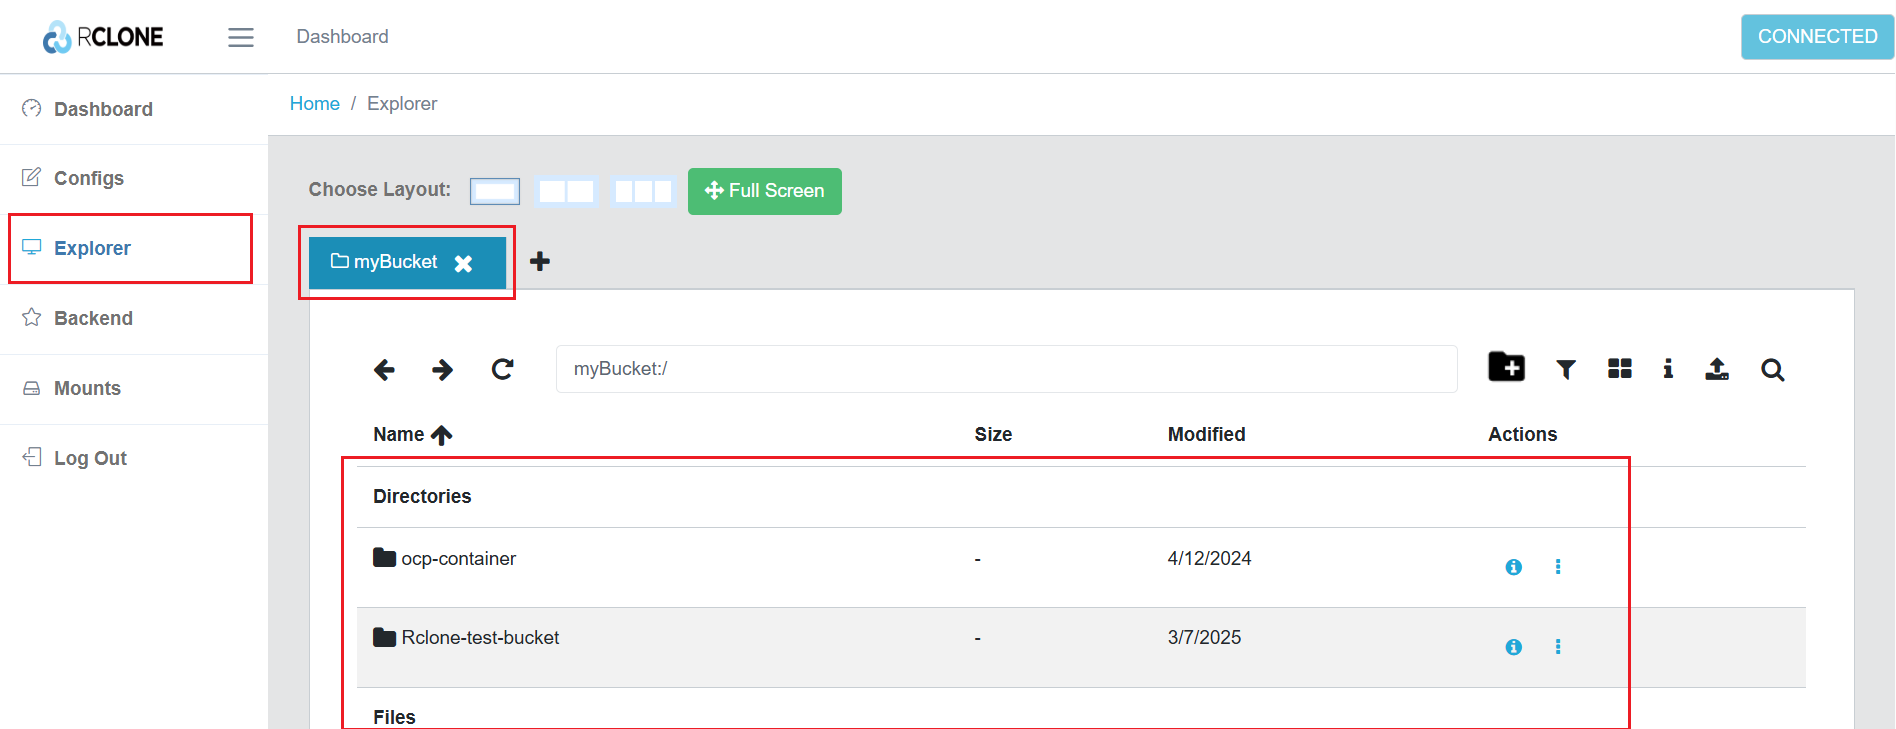 RCLONE
Dashboard
CONNECTED
Dashboard
Configs
Explorer
Backend
Mounts
Log Out
Home / Explorer
Choose Layout:
Full Screen
myBucket
myBucket:/
Name Size Modified Actions
Directories
ocp-container - 4/12/2024
Rclone-test-bucket - 3/7/2025
Files